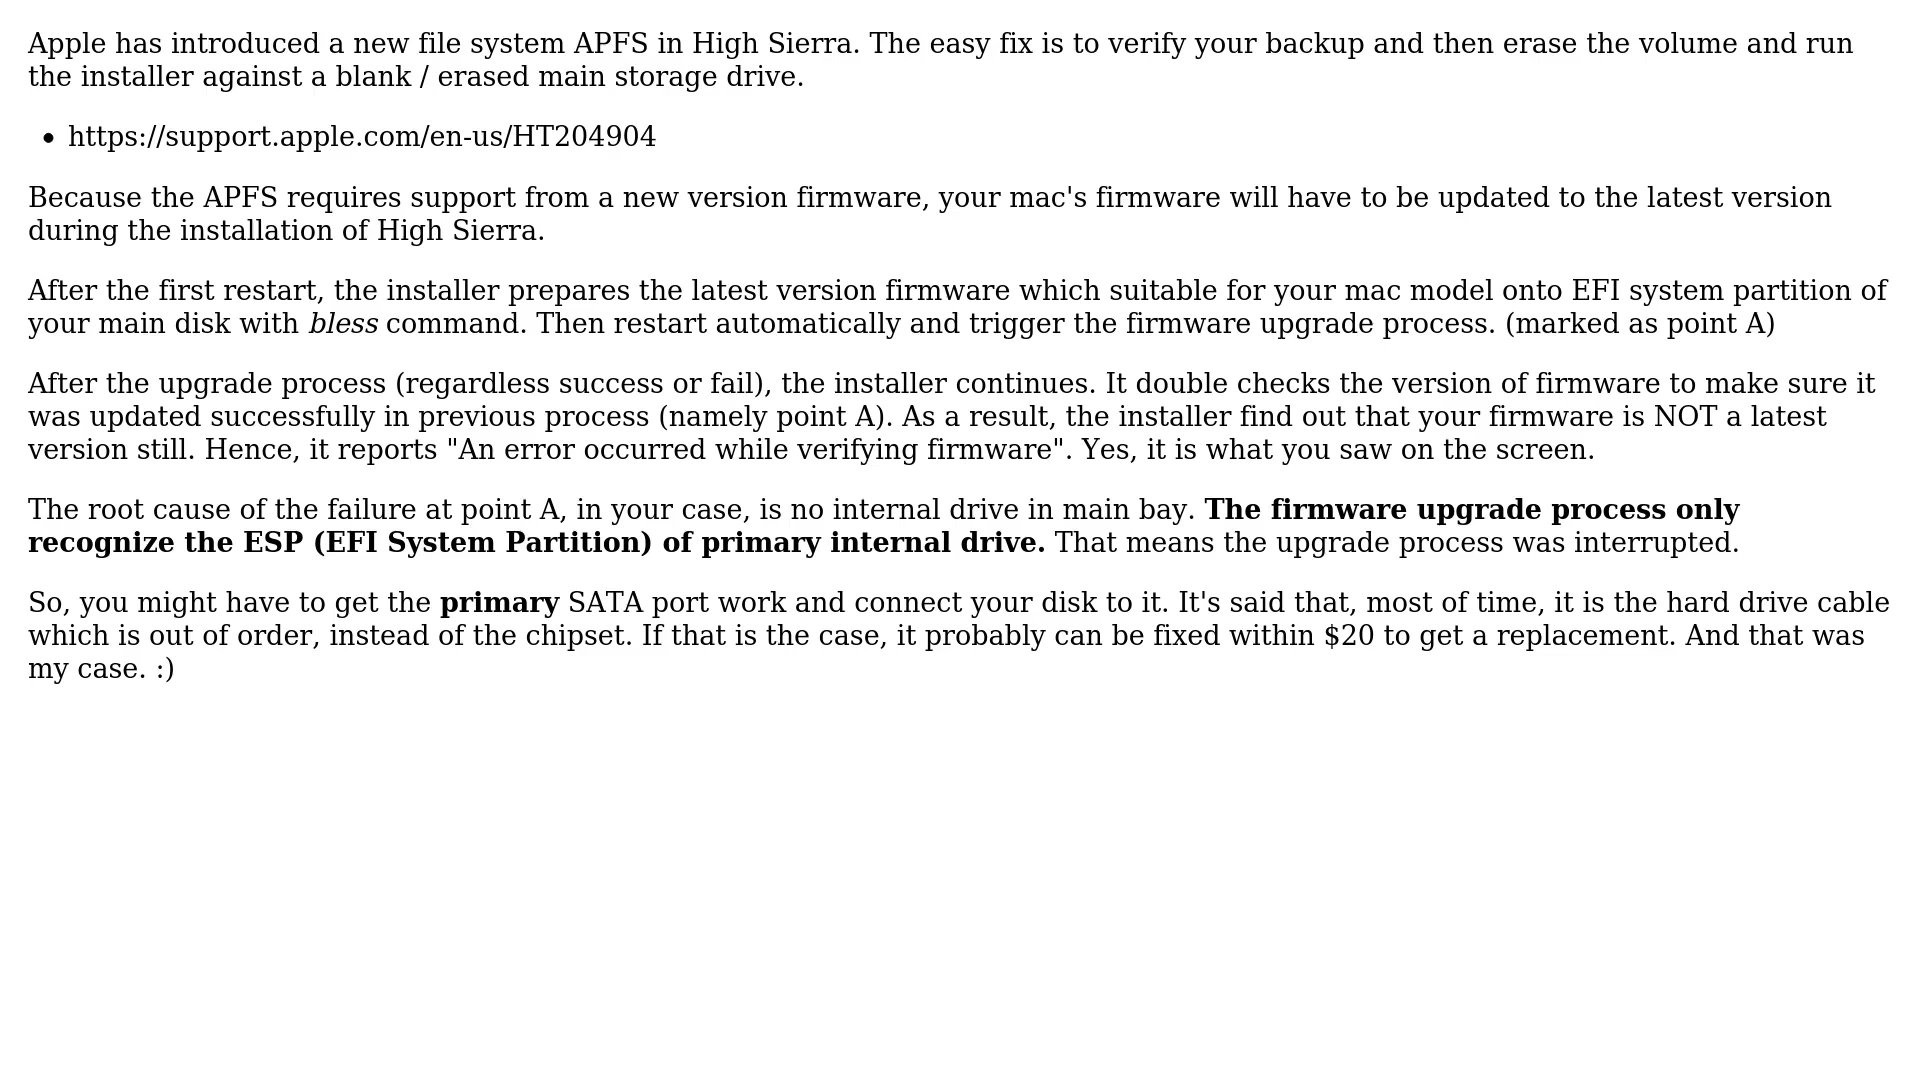 Apple has introduced a new file system APFS in High Sierra. The easy fix is to verify your backup and then erase the volume and run
the installer against a blank / erased main storage drive.
• https://support.apple.com/en-us/HT204904
Because the APFS requires support from a new version firmware, your mac's firmware will have to be updated to the latest version
during the installation of High Sierra.
After the first restart, the installer prepares the latest version firmware which suitable for your mac model onto EFI system partition of
your main disk with bless command. Then restart automatically and trigger the firmware upgrade process. (marked as point A)
After the upgrade process (regardless success or fail), the installer continues. It double checks the version of firmware to make sure it
was updated successfully in previous process (namely point A). As a result, the installer find out that your firmware is NOT a latest
version still. Hence, it reports "An error occurred while verifying firmware". Yes, it is what you saw on the screen.
The root cause of the failure at point A, in your case, is no internal drive in main bay. The firmware upgrade process only
recognize the ESP (EFI System Partition) of primary internal drive. That means the upgrade process was interrupted.
So, you might have to get the primary SATA port work and connect your disk to it. It's said that, most of time, it is the hard drive cable
which is out of order, instead of the chipset. If that is the case, it probably can be fixed within $20 to get a replacement. And that was
my case. :)